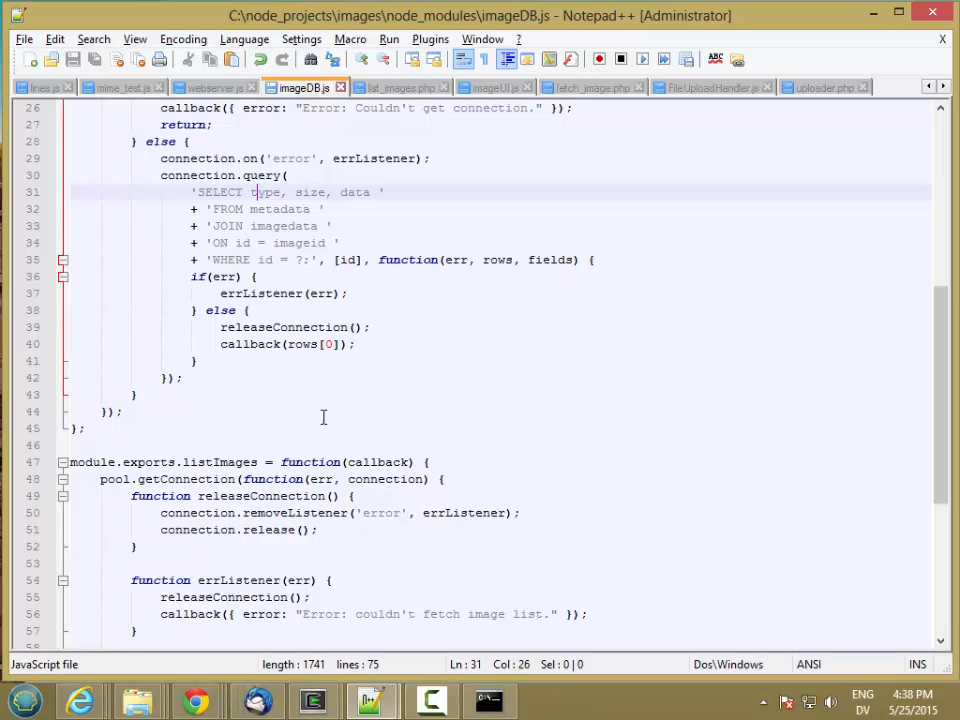 C:\node_projects\images\node_modules\imageDB.js - Notepad++ [Administrator]
File Edit Search View Encoding Language Settings Macro Run Plugins Window ? X
lines.js mime_test.js webserver.js imageDB.js list_images.php imageUI.js fetch_image.php FileUploadHandler.js uploader.php
26 callback({ error: "Error: Couldn't get connection." });
27 return;
28 } else {
29 connection.on('error', errListener);
30 connection.query(
31 'SELECT type, size, data '
32 + 'FROM metadata '
33 + 'JOIN imagedata '
34 + 'ON id = imageid '
35 + 'WHERE id = ?;', [id], function(err, rows, fields) {
36 if(err) {
37 errListener(err);
38 } else {
39 releaseConnection();
40 callback(rows[0]);
41 }
42 });
43 }
44 });
45 };
46
47 module.exports.listImages = function(callback) {
48 pool.getConnection(function(err, connection) {
49 function releaseConnection() {
50 connection.removeListener('error', errListener);
51 connection.release();
52 }
53
54 function errListener(err) {
55 releaseConnection();
56 callback({ error: "Error: couldn't fetch image list." });
57 }
58
JavaScript file length : 1741 lines : 75 Ln : 31 Col : 26 Sel : 0 | 0 Dos\Windows ANSI INS
ENG 4:38 PM
DV 5/25/2015